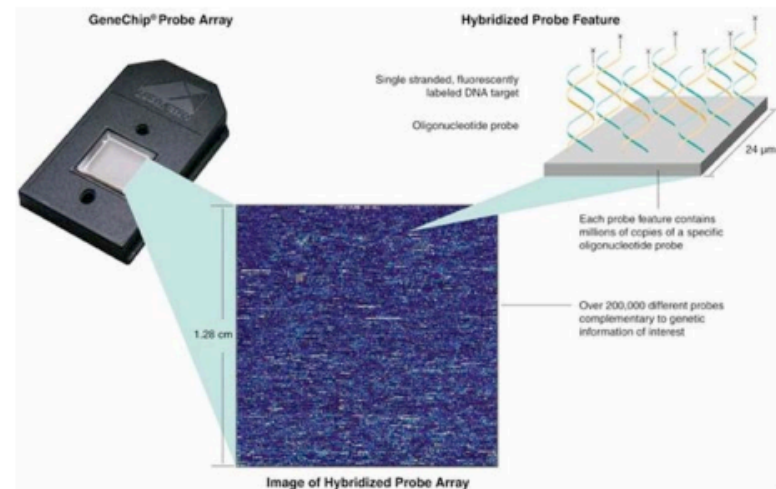 GeneChip® Probe Array
Hybridized Probe Feature
Single stranded, fluorescently
labeled DNA target
Oligonucleotide probe
24 µm
Each probe feature contains
millions of copies of a specific
oligonucleotide probe
Over 200,000 different probes
complementary to genetic
information of interest
1.28 cm
Image of Hybridized Probe Array